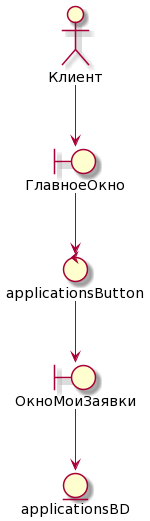 Клиент
ГлавноеОкно
applicationsButton
ОкноМоиЗаявки
applicationsBD